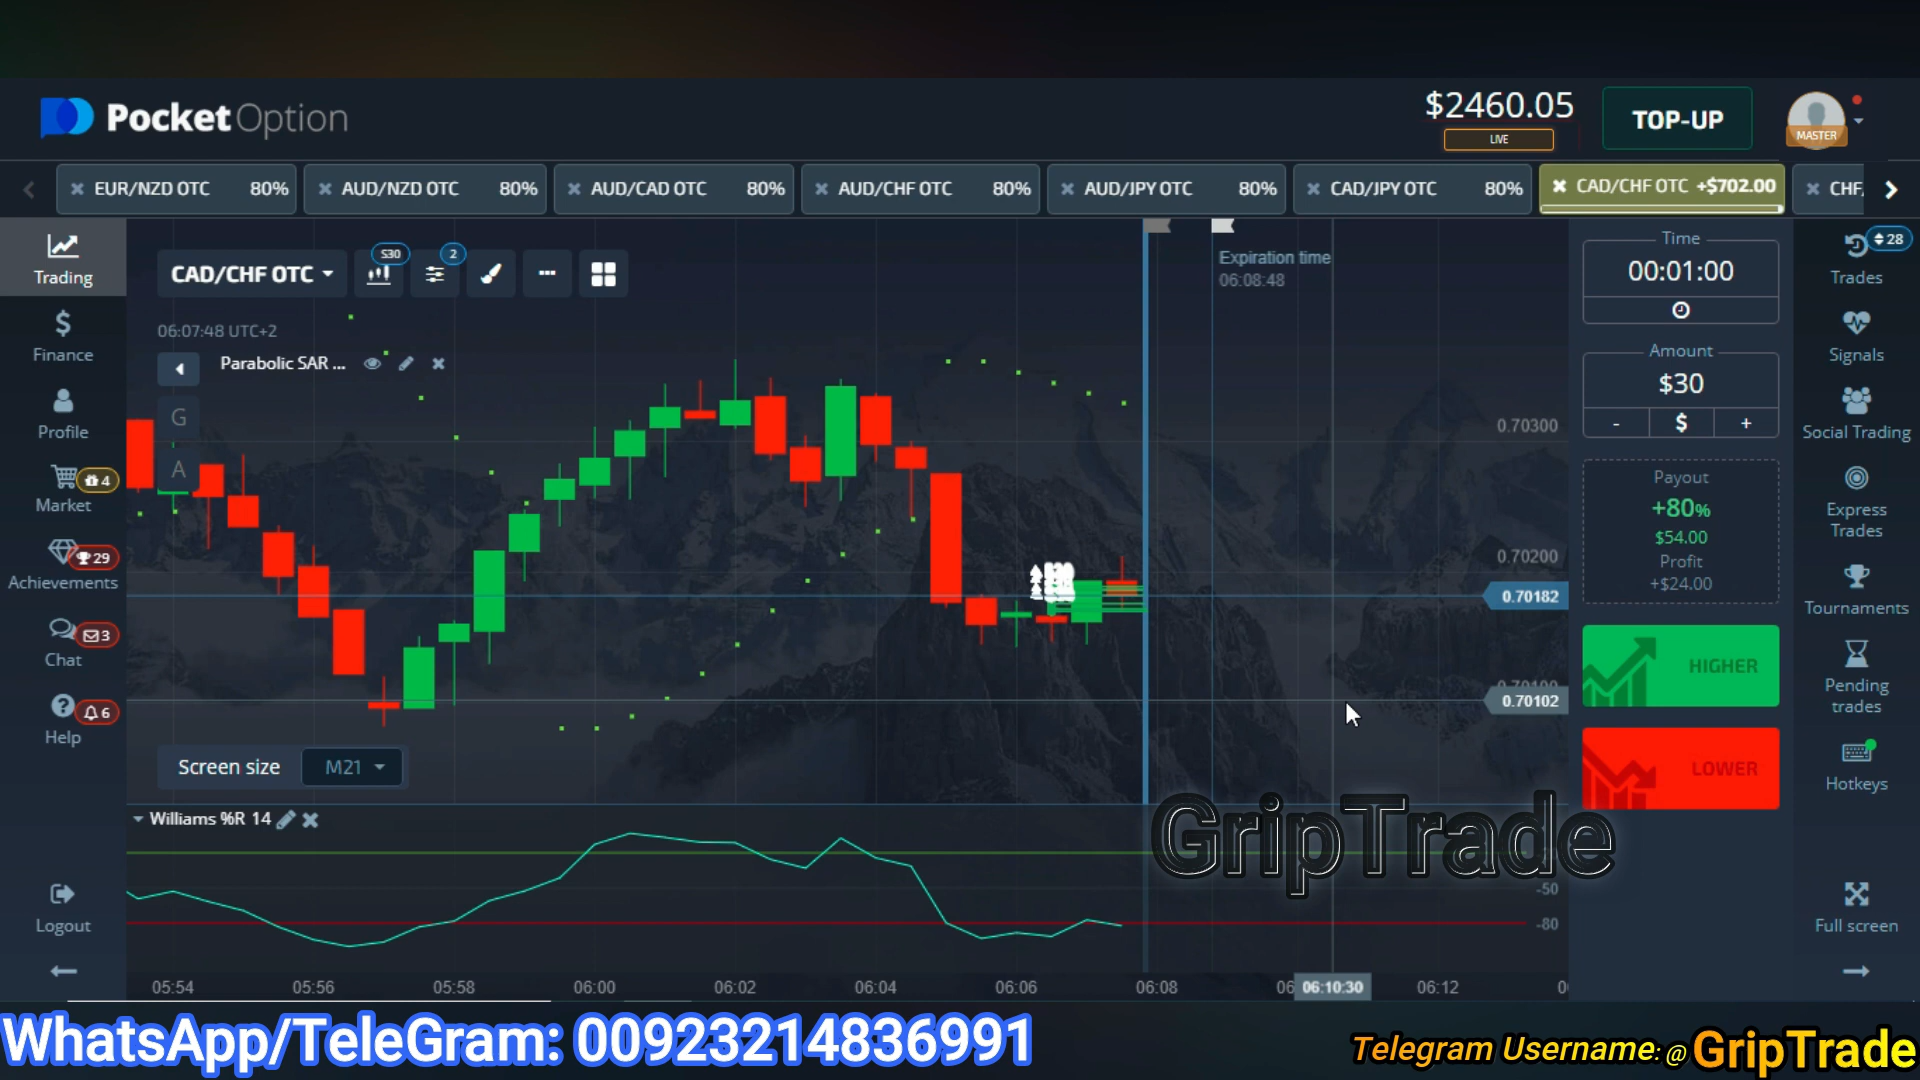 PocketOption
$2460.05
LIVE
TOP-UP
MASTER
EUR/NZD OTC 80%
AUD/NZD OTC 80%
AUD/CAD OTC 80%
AUD/CHF OTC 80%
AUD/JPY OTC 80%
CAD/JPY OTC 80%
CAD/CHF OTC +$702.00
CHF
Trading
Finance
Profile
Market
4
Achievements
29
Chat
3
Help
6
Logout
CAD/CHF OTC
S30
2
06:07:48 UTC+2
Parabolic SAR ...
G
A
Expiration time
06:08:48
0.70300
0.70200
0.70182
0.70102
Screen size M21
Williams %R 14
-50
-80
05:54 05:56 05:58 06:00 06:02 06:04 06:06 06:08 06:10:30 06:12
Time
00:01:00
Amount
$30
- $ +
Payout
+80%
$54.00
Profit
+$24.00
HIGHER
LOWER
28
Trades
Signals
Social Trading
Express
Trades
Tournaments
Pending
trades
Hotkeys
Full screen
GripTrade
WhatsApp/TeleGram: 00923214836991
Telegram Username: @ GripTrade